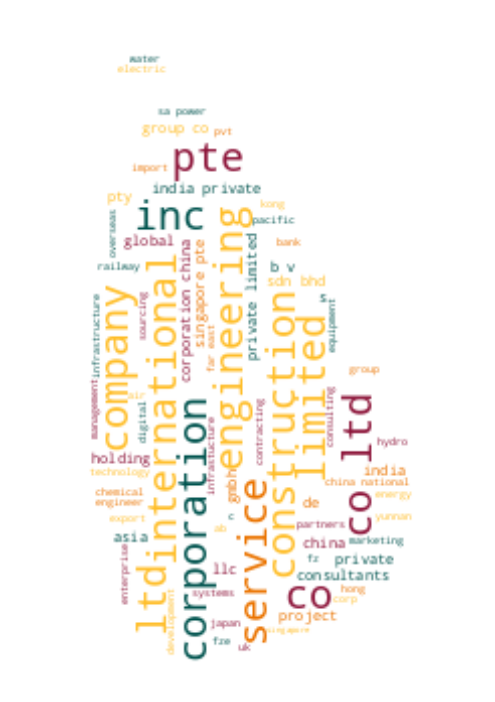 water
electric
sa power
group co
pvt
pte
import
india private
pty
kong
inc
pacific
overseas
global
bank
engineering
railway
international
corporation china
singapore pte
private limited
b v
sdn bhd
s
equipment
company
infrastructure
sourcing
far east
construction
limited
management
air
digital
group
co ltd
consulting
contracting
hydro
holding
technology
infrastucture
gmbh
india
china national
chemical
engineer
energy
export
corporation
service
de
c
ab
partners
yunnan
asia
china
marketing
enterprise
ltd
fz
private
llc
consultants
systems
co
hong
corp
development
japan
project
singapore
fze
uk